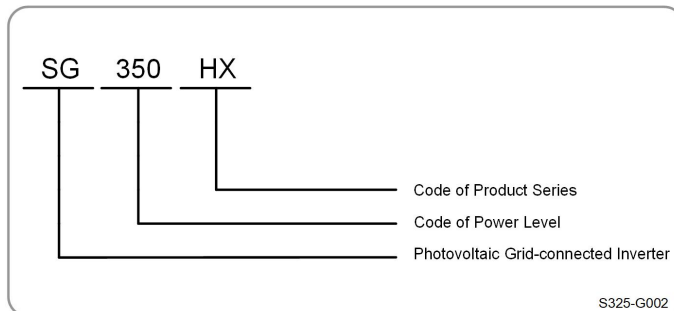 SG 350 HX
Code of Product Series
Code of Power Level
Photovoltaic Grid-connected Inverter
S325-G002